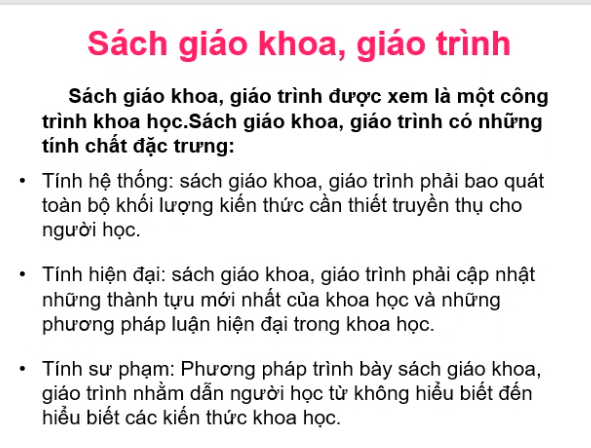 Sách giáo khoa, giáo trình
Sách giáo khoa, giáo trình được xem là một công
trình khoa học.Sách giáo khoa, giáo trình có những
tính chất đặc trưng:
• Tính hệ thống: sách giáo khoa, giáo trình phải bao quát
toàn bộ khối lượng kiến thức cần thiết truyền thụ cho
người học.
• Tính hiện đại: sách giáo khoa, giáo trình phải cập nhật
những thành tựu mới nhất của khoa học và những
phương pháp luận hiện đại trong khoa học.
• Tính sư phạm: Phương pháp trình bày sách giáo khoa,
giáo trình nhằm dẫn người học từ không hiểu biết đến
hiểu biết các kiến thức khoa học.